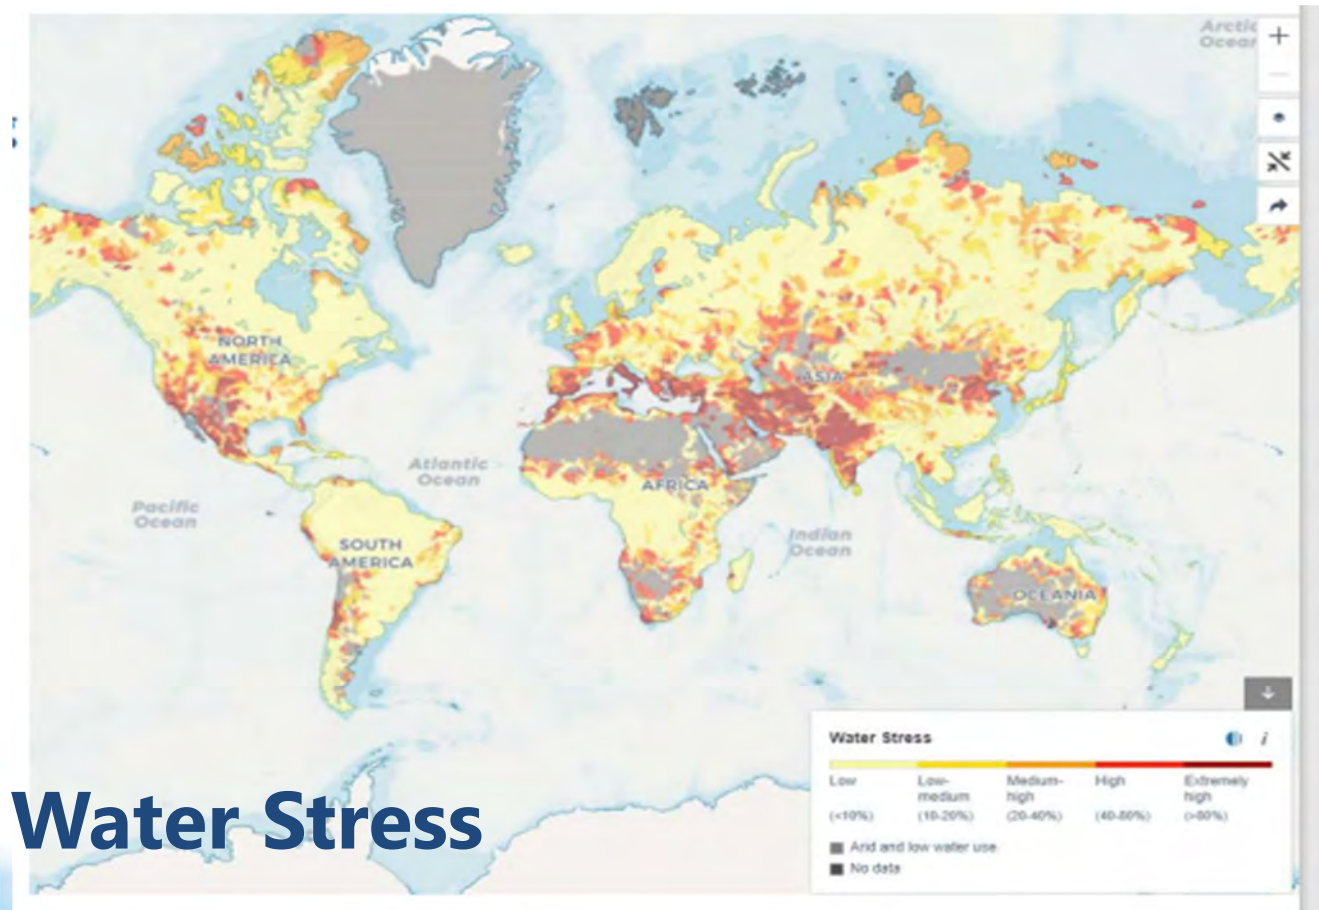 Arctic
Ocean
NORTH
AMERICA
ASIA
Atlantic
Ocean
AFRICA
Pacific
Ocean
Indian
Ocean
SOUTH
AMERICA
OCEANIA
Water Stress
i
Low
Low-
medium
Medium-
high
High
Extremely
high
(<10%)
(10-20%)
(20-40%)
(40-80%)
(>80%)
Arid and low water use
No data
Water Stress